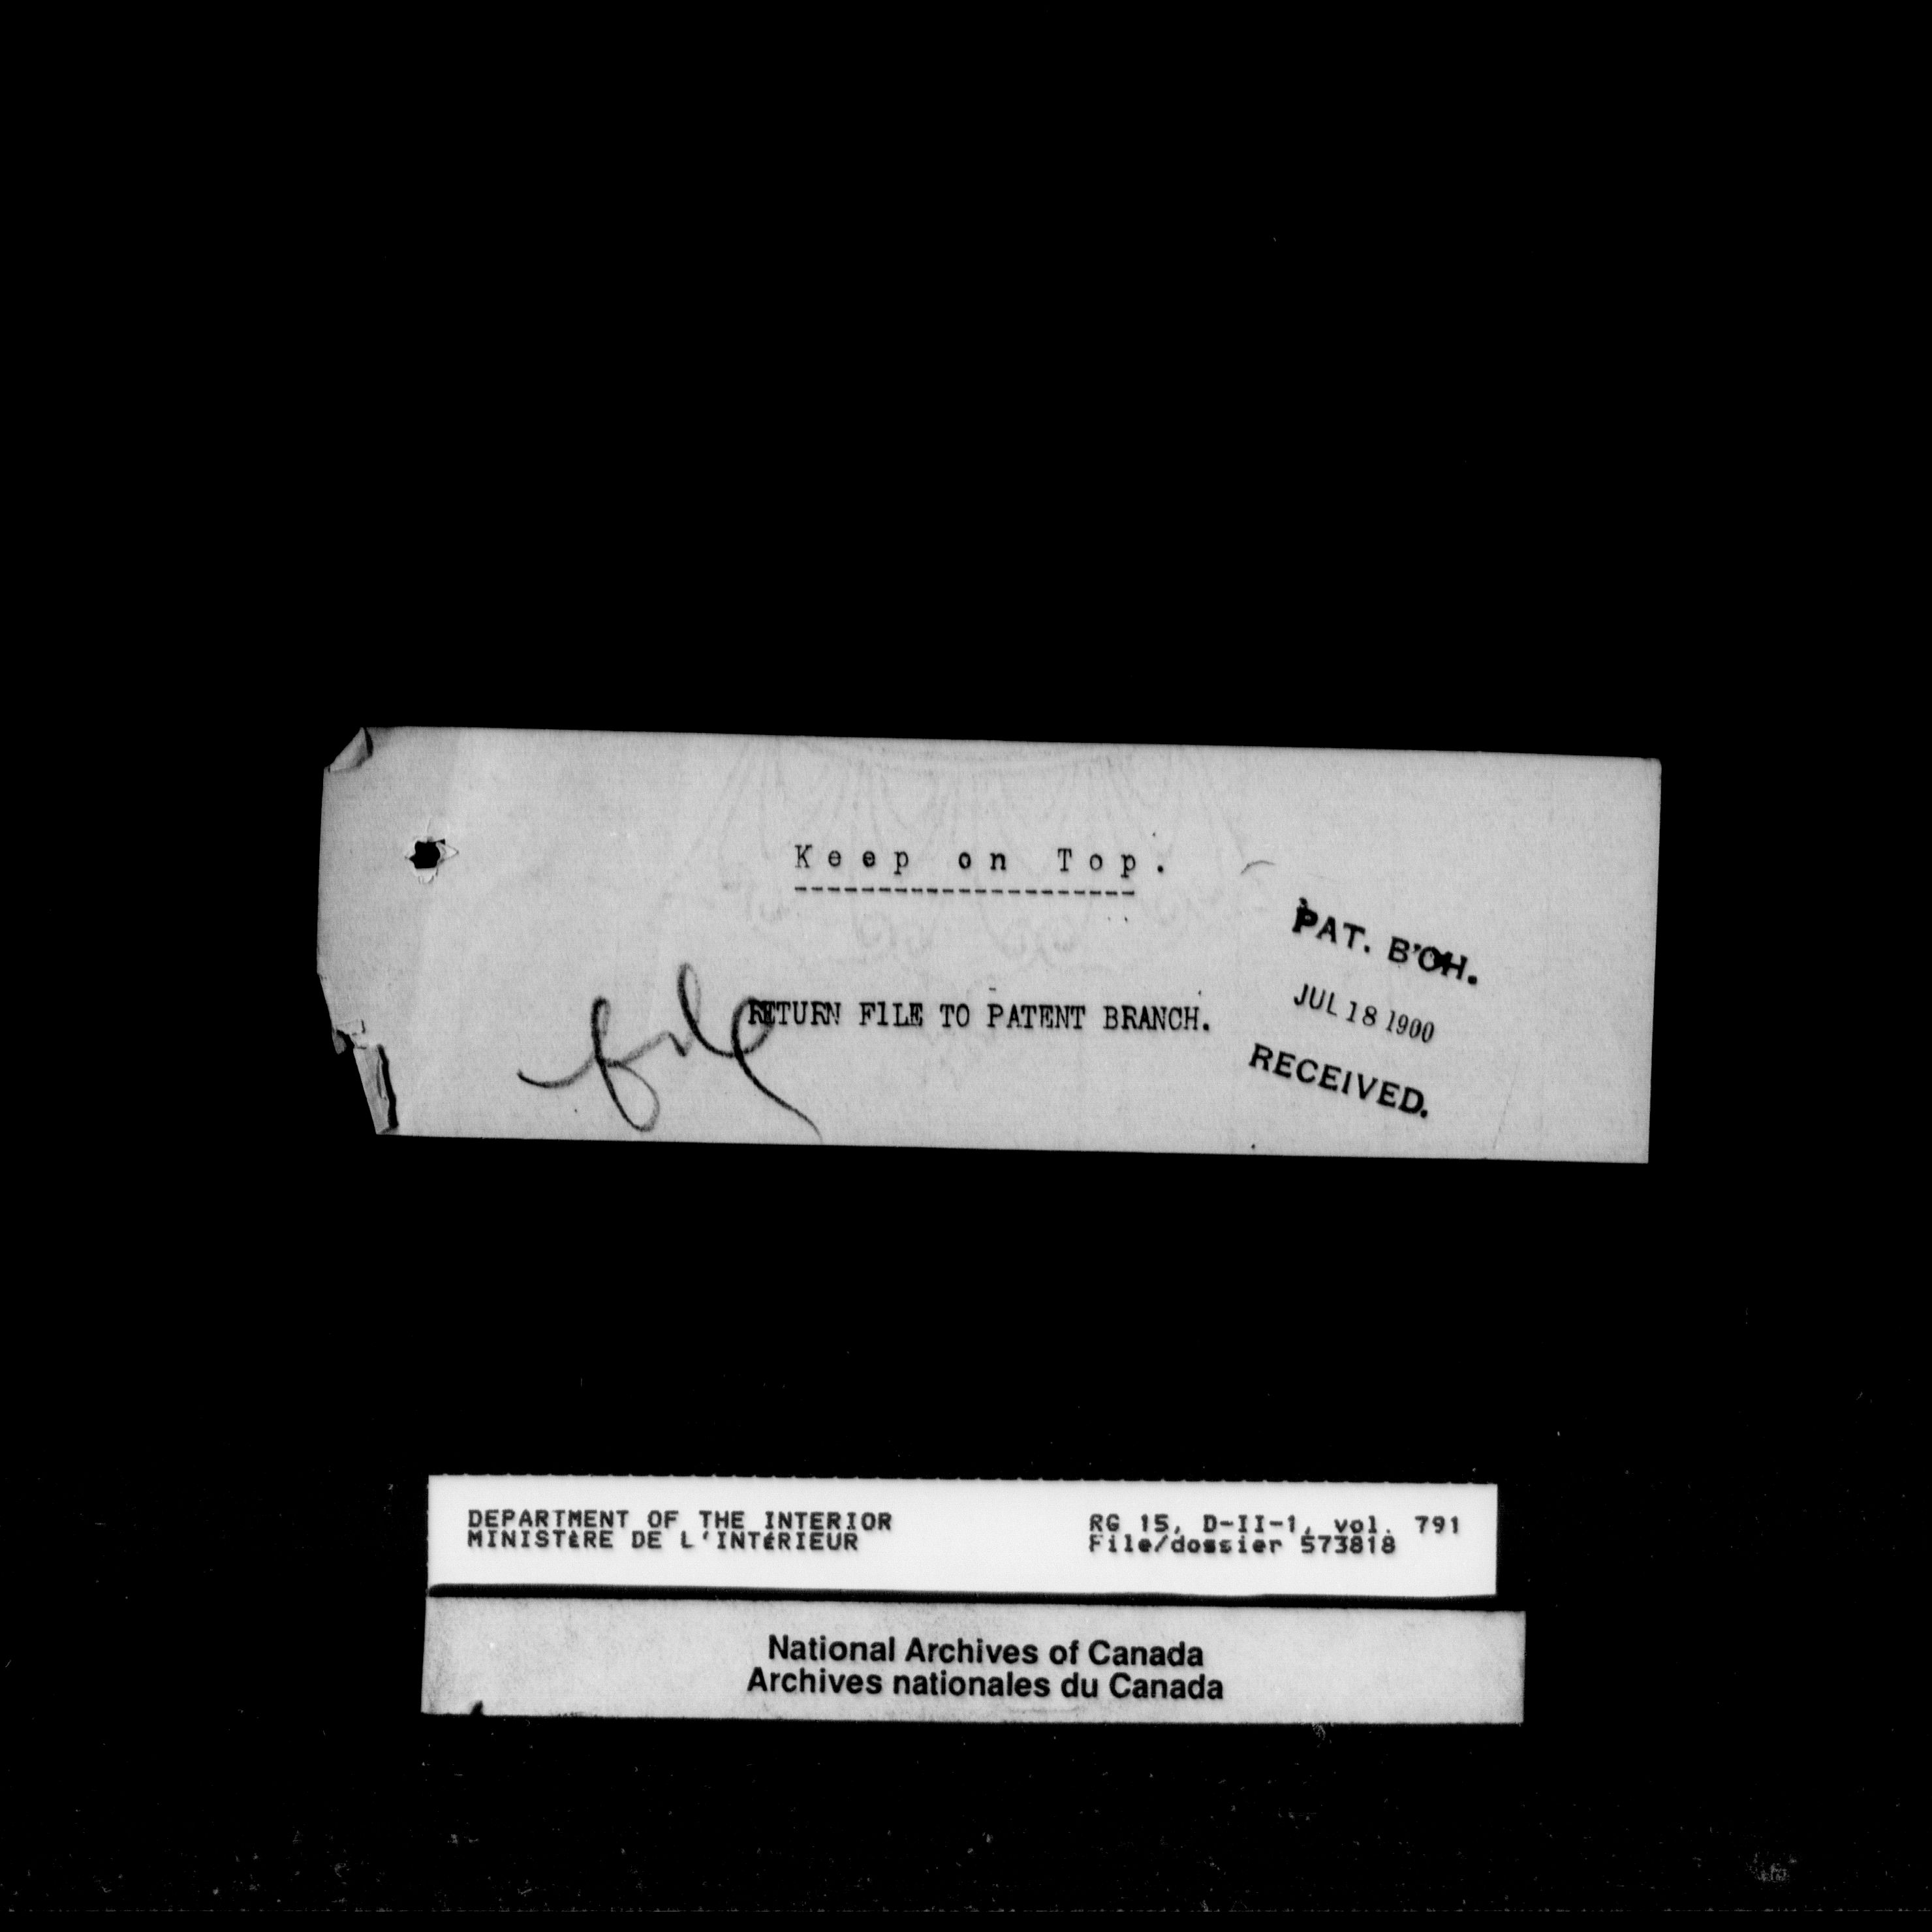 Keep on Top.
PAT. B'CH.
JUL 18 1900
RECEIVED.
RETURN FILE TO PATENT BRANCH.
file
DEPARTMENT OF THE INTERIOR
MINISTÈRE DE L'INTÉRIEUR
RG 15, D-II-1, vol. 791
File/dossier 573818
National Archives of Canada
Archives nationales du Canada